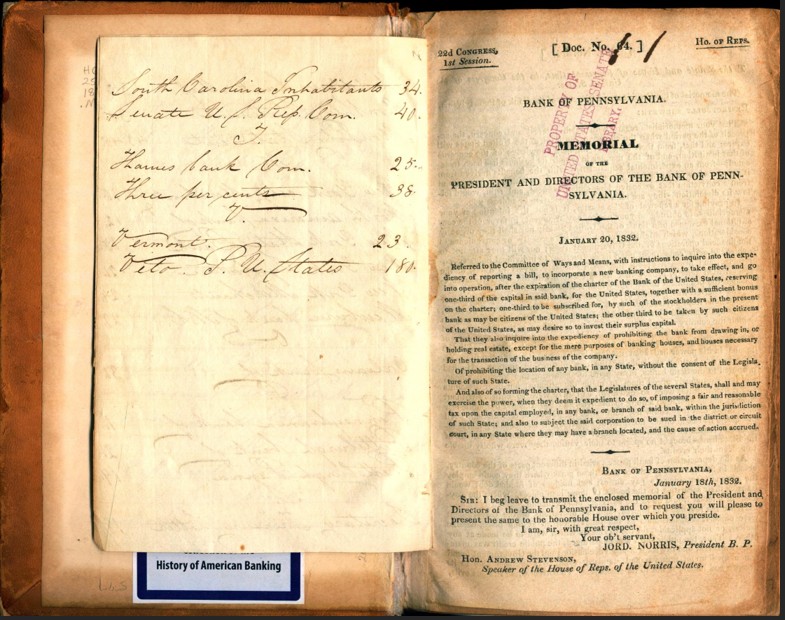 South Carolina Inhabitants 34.
Senate U.S. Rep. Com. 40.
T.
Thames bank Com. 25.
Three per cents 38.
V.
Vermont. 23
Veto. P. U. States 180.
History of American Banking
22d Congress,
1st Session.
[ Doc. No. 64. ]
Ho. of Reps.
61
PROPERTY OF
UNITED STATES SENATE
LIBRARY.
BANK OF PENNSYLVANIA.
MEMORIAL
OF THE
PRESIDENT AND DIRECTORS OF THE BANK OF PENN-
SYLVANIA.
January 20, 1832.
Referred to the Committee of Ways and Means, with instructions to inquire into the expe-
diency of reporting a bill, to incorporate a new banking company, to take effect, and go
into operation, after the expiration of the charter of the Bank of the United States, reserving
one-third of the capital in said bank, for the United States, together with a sufficient bonus
on the charter; one-third to be subscribed for, by such of the stockholders in the present
bank as may be citizens of the United States; the other third to be taken by such citizens
of the United States, as may desire so to invest their surplus capital.
That they also inquire into the expediency of prohibiting the bank from drawing in, or
holding real estate, except for the mere purposes of banking houses, and houses necessary
for the transaction of the business of the company.
Of prohibiting the location of any bank, in any State, without the consent of the Legisla-
ture of such State.
And also of so forming the charter, that the Legislatures of the several States, shall and may
exercise the power, when they deem it expedient to do so, of imposing a fair and reasonable
tax upon the capital employed, in any bank, or branch of said bank, within the jurisdiction
of such State; and also to subject the said corporation to be sued in the district or circuit
court, in any State where they may have a branch located, and the cause of action accrued.
Bank of Pennsylvania,
January 18th, 1832.
Sir: I beg leave to transmit the enclosed memorial of the President and
Directors of the Bank of Pennsylvania, and to request you will please to
present the same to the honorable House over which you preside.
I am, sir, with great respect,
Your ob't servant,
JORD. NORRIS, President B. P.
Hon. Andrew Stevenson,
Speaker of the House of Reps. of the United States.